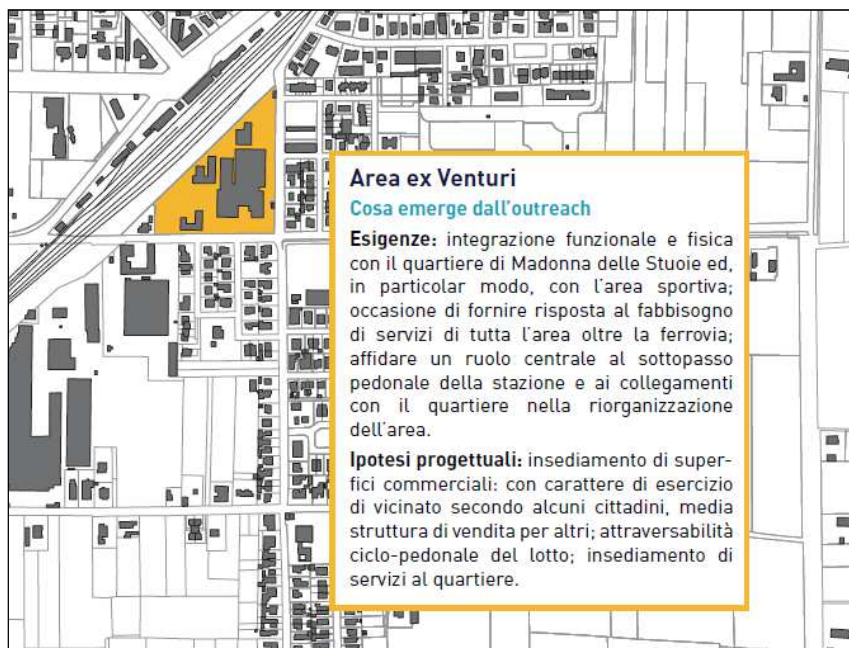 Area ex Venturi
Cosa emerge dall'outreach
Esigenze: integrazione funzionale e fisica
con il quartiere di Madonna delle Stuoie ed,
in particolar modo, con l'area sportiva;
occasione di fornire risposta al fabbisogno
di servizi di tutta l'area oltre la ferrovia;
affidare un ruolo centrale al sottopasso
pedonale della stazione e ai collegamenti
con il quartiere nella riorganizzazione
dell'area.
Ipotesi progettuali: insediamento di super-
fici commerciali: con carattere di esercizio
di vicinato secondo alcuni cittadini, media
struttura di vendita per altri; attraversabilità
ciclo-pedonale del lotto; insediamento di
servizi al quartiere.